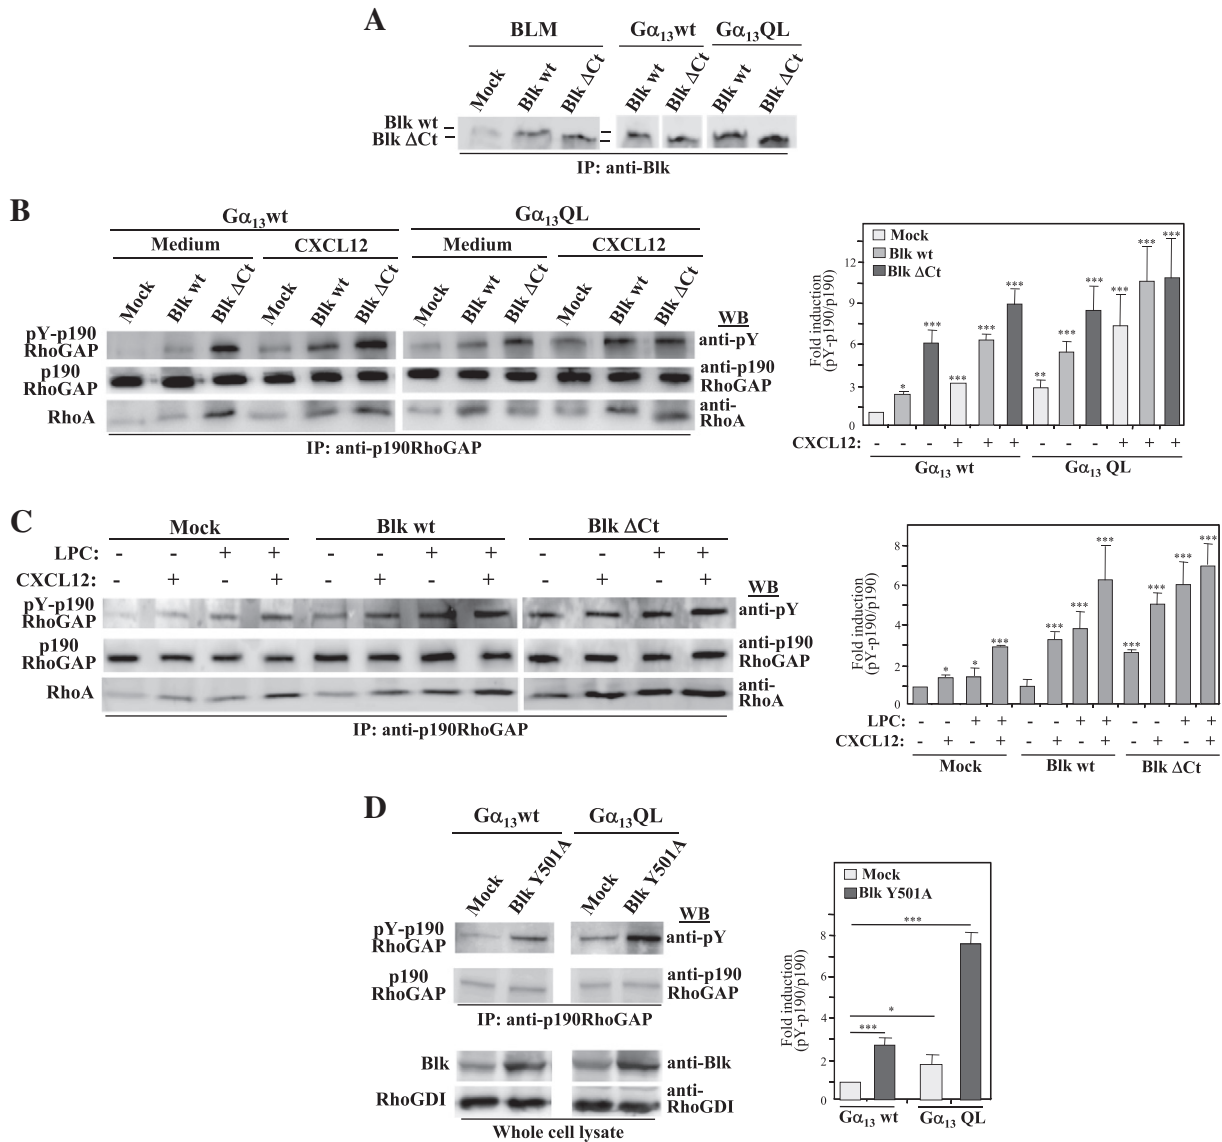 A
BLM Gα13wt Gα13QL
Mock Blk wt Blk ΔCt Blk wt Blk ΔCt Blk wt Blk ΔCt
Blk wt
Blk ΔCt
IP: anti-Blk
B
Gα13wt Gα13QL
Medium CXCL12 Medium CXCL12
Mock Blk wt Blk ΔCt Mock Blk wt Blk ΔCt Mock Blk wt Blk ΔCt Mock Blk wt Blk ΔCt
WB
pY-p190 RhoGAP anti-pY
p190 RhoGAP anti-p190 RhoGAP
RhoA anti-RhoA
IP: anti-p190RhoGAP
Mock
Blk wt
Blk ΔCt
Fold induction
(pY-p190/p190)
12
9
6
3
0
* *** *** *** *** ** *** *** *** *** ***
CXCL12: - - - + + + - - - + + +
Gα13 wt Gα13 QL
C
Mock Blk wt Blk ΔCt
LPC: - - + + - - + + - - + +
CXCL12: - + - + - + - + - + - +
WB
pY-p190 RhoGAP anti-pY
p190 RhoGAP anti-p190 RhoGAP
RhoA anti-RhoA
IP: anti-p190RhoGAP
Fold induction
(pY-p190/p190)
8
6
4
2
0
* * *** *** *** *** *** *** *** ***
LPC: - - + + - - + + - - + +
CXCL12: - + - + - + - + - + - +
Mock Blk wt Blk ΔCt
D
Gα13wt Gα13QL
Mock Blk Y501A Mock Blk Y501A
WB
pY-p190 RhoGAP anti-pY
p190 RhoGAP anti-p190 RhoGAP
IP: anti-p190RhoGAP
Blk anti-Blk
RhoGDI anti-RhoGDI
Whole cell lysate
Mock
Blk Y501A
Fold induction
(pY-p190/p190)
8
6
4
2
0
***
*
***
Gα13 wt Gα13 QL